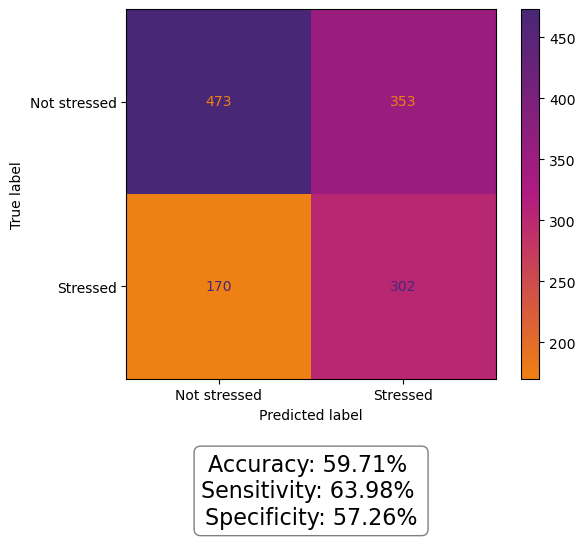 450
473
353
Not stressed
400
350
True label
300
Stressed
170
302
250
200
Not stressed
Stressed
Predicted label
Accuracy: 59.71%
Sensitivity: 63.98%
Specificity: 57.26%